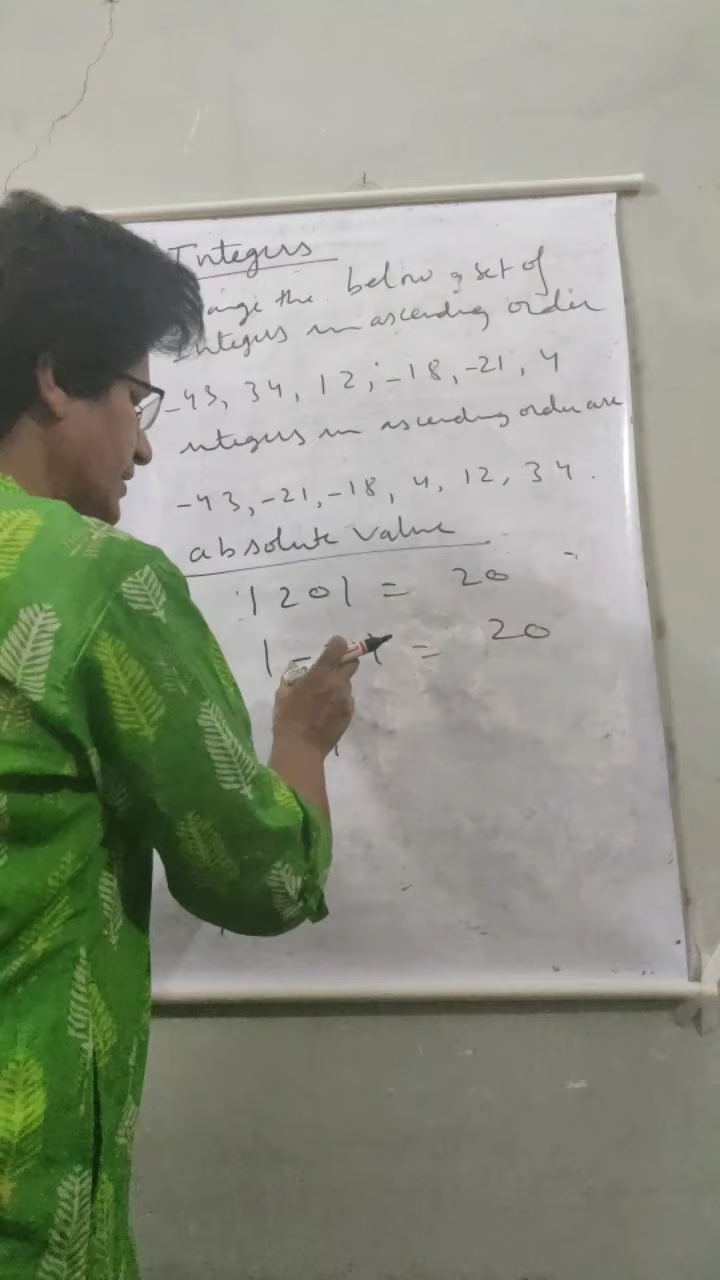 Integers
ange the below set of
Integers in ascending order
-43, 34, 12, -18, -21, 4
integers in ascending order are
-43, -21, -18, 4, 12, 34.
absolute value
|20| = 20
|- | = 20